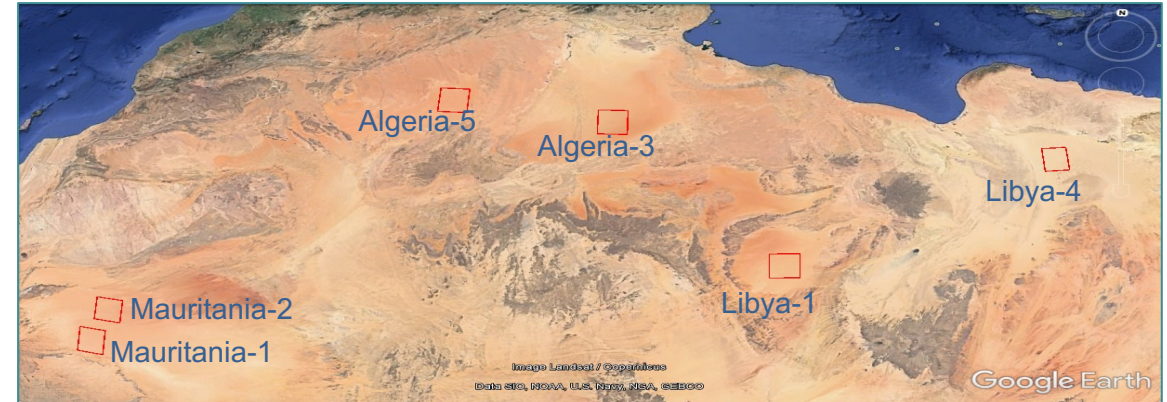 N
Algeria-5
Algeria-3
Libya-4
Libya-1
Mauritania-2
Mauritania-1
Image Landsat / Copernicus
Data SIO, NOAA, U.S. Navy, NGA, GEBCO
Google Earth